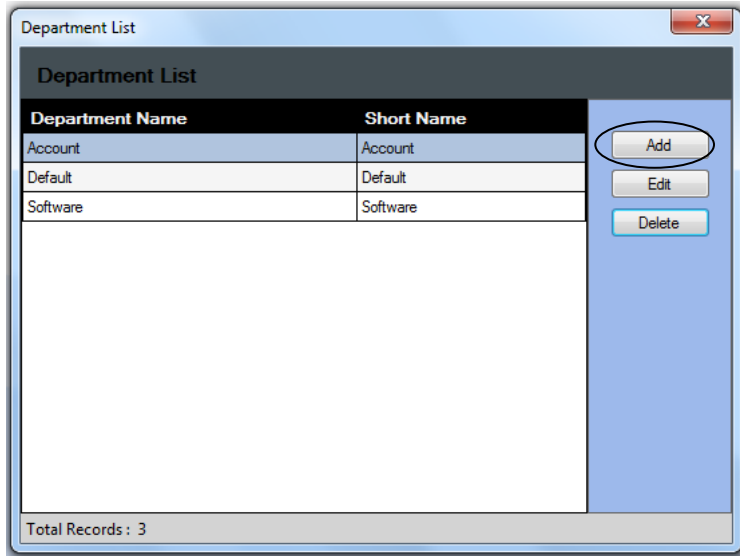 Department List
Department List
Department Name Short Name
Account Account
Default Default
Software Software
Add
Edit
Delete
Total Records : 3